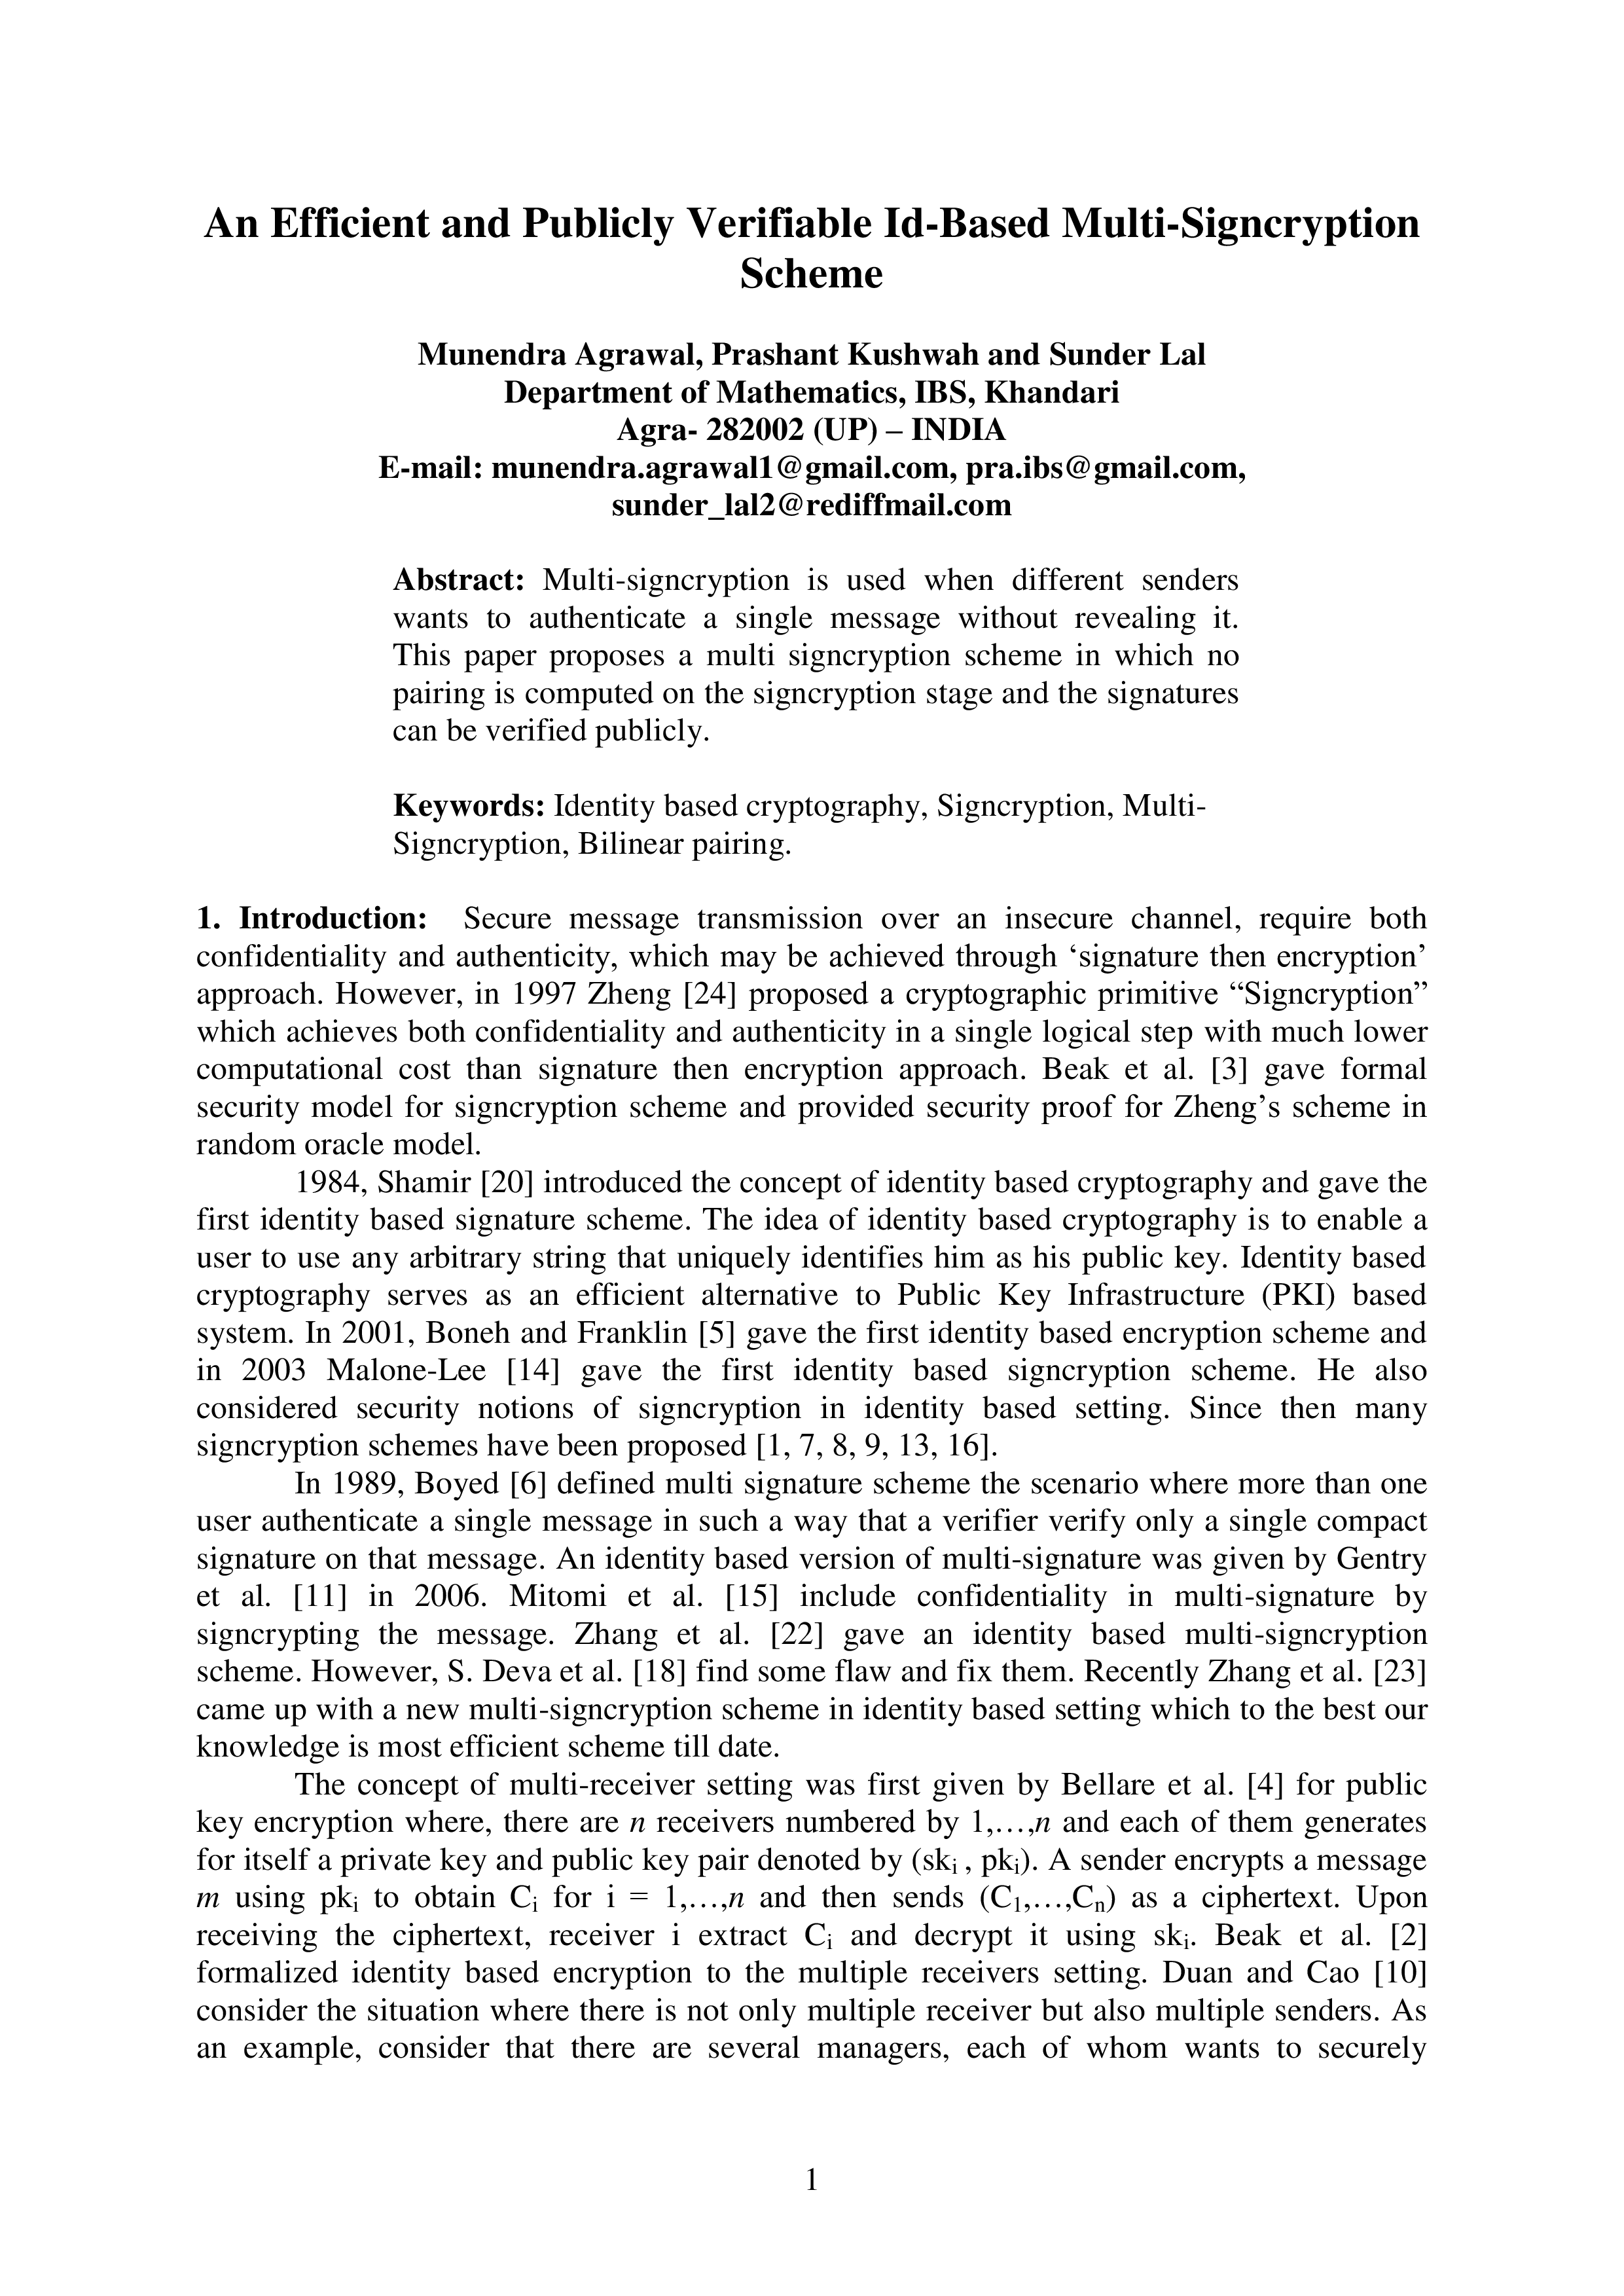 An Efficient and Publicly Verifiable Id-Based Multi-Signcryption
Scheme
Munendra Agrawal, Prashant Kushwah and Sunder Lal
Department of Mathematics, IBS, Khandari
Agra- 282002 (UP) – INDIA
E-mail: munendra.agrawal1@gmail.com, pra.ibs@gmail.com,
sunder_lal2@rediffmail.com
Abstract: Multi-signcryption is used when different senders
wants to authenticate a single message without revealing it.
This paper proposes a multi signcryption scheme in which no
pairing is computed on the signcryption stage and the signatures
can be verified publicly.
Keywords: Identity based cryptography, Signcryption, Multi-
Signcryption, Bilinear pairing.
1. Introduction: Secure message transmission over an insecure channel, require both
confidentiality and authenticity, which may be achieved through ‘signature then encryption’
approach. However, in 1997 Zheng [24] proposed a cryptographic primitive “Signcryption”
which achieves both confidentiality and authenticity in a single logical step with much lower
computational cost than signature then encryption approach. Beak et al. [3] gave formal
security model for signcryption scheme and provided security proof for Zheng’s scheme in
random oracle model.
1984, Shamir [20] introduced the concept of identity based cryptography and gave the
first identity based signature scheme. The idea of identity based cryptography is to enable a
user to use any arbitrary string that uniquely identifies him as his public key. Identity based
cryptography serves as an efficient alternative to Public Key Infrastructure (PKI) based
system. In 2001, Boneh and Franklin [5] gave the first identity based encryption scheme and
in 2003 Malone-Lee [14] gave the first identity based signcryption scheme. He also
considered security notions of signcryption in identity based setting. Since then many
signcryption schemes have been proposed [1, 7, 8, 9, 13, 16].
In 1989, Boyed [6] defined multi signature scheme the scenario where more than one
user authenticate a single message in such a way that a verifier verify only a single compact
signature on that message. An identity based version of multi-signature was given by Gentry
et al. [11] in 2006. Mitomi et al. [15] include confidentiality in multi-signature by
signcrypting the message. Zhang et al. [22] gave an identity based multi-signcryption
scheme. However, S. Deva et al. [18] find some flaw and fix them. Recently Zhang et al. [23]
came up with a new multi-signcryption scheme in identity based setting which to the best our
knowledge is most efficient scheme till date.
The concept of multi-receiver setting was first given by Bellare et al. [4] for public
key encryption where, there are n receivers numbered by 1,…,n and each of them generates
for itself a private key and public key pair denoted by (ski , pki). A sender encrypts a message
m using pki to obtain Ci for i = 1,…,n and then sends (C1,…,Cn) as a ciphertext. Upon
receiving the ciphertext, receiver i extract Ci and decrypt it using ski. Beak et al. [2]
formalized identity based encryption to the multiple receivers setting. Duan and Cao [10]
consider the situation where there is not only multiple receiver but also multiple senders. As
an example, consider that there are several managers, each of whom wants to securely
1